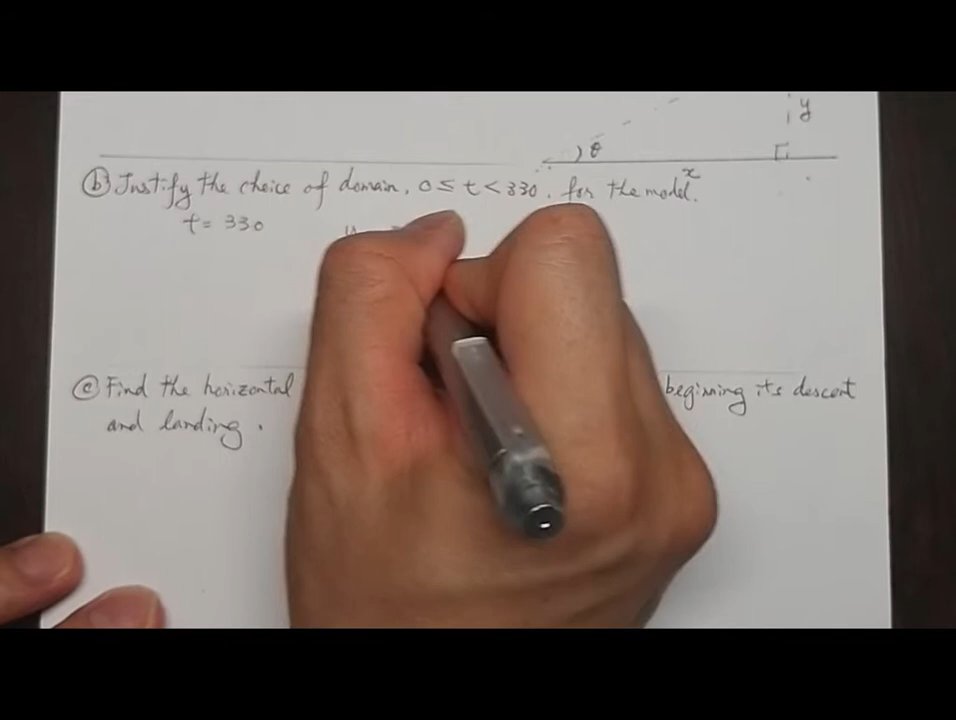 y
θ
x
ⓑ Justify the choice of domain, 0 ≤ t < 330, for the model.
t = 330
ⓒ Find the horizontal beginning its descent
and landing.